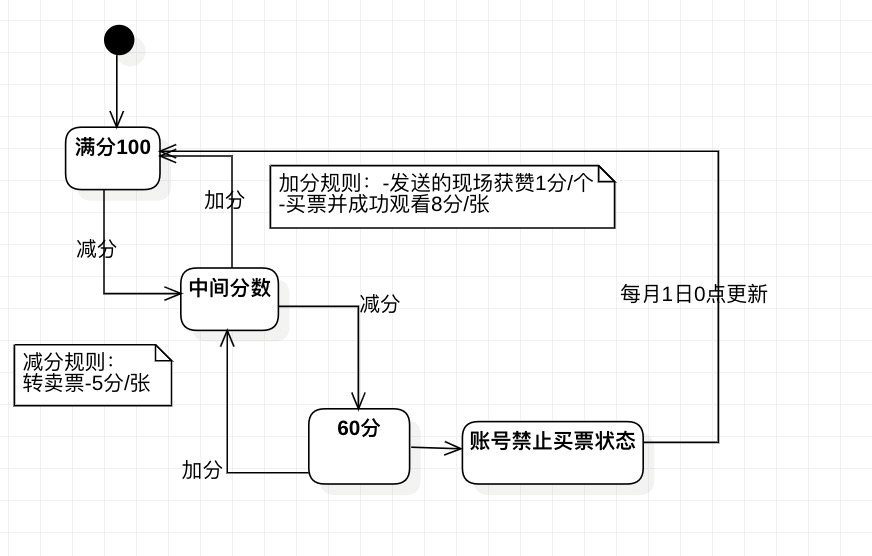 满分100
加分规则：-发送的现场获赞1分/个
-买票并成功观看8分/张
加分
减分
中间分数
每月1日0点更新
减分
减分规则：
转卖票-5分/张
60分
账号禁止买票状态
加分